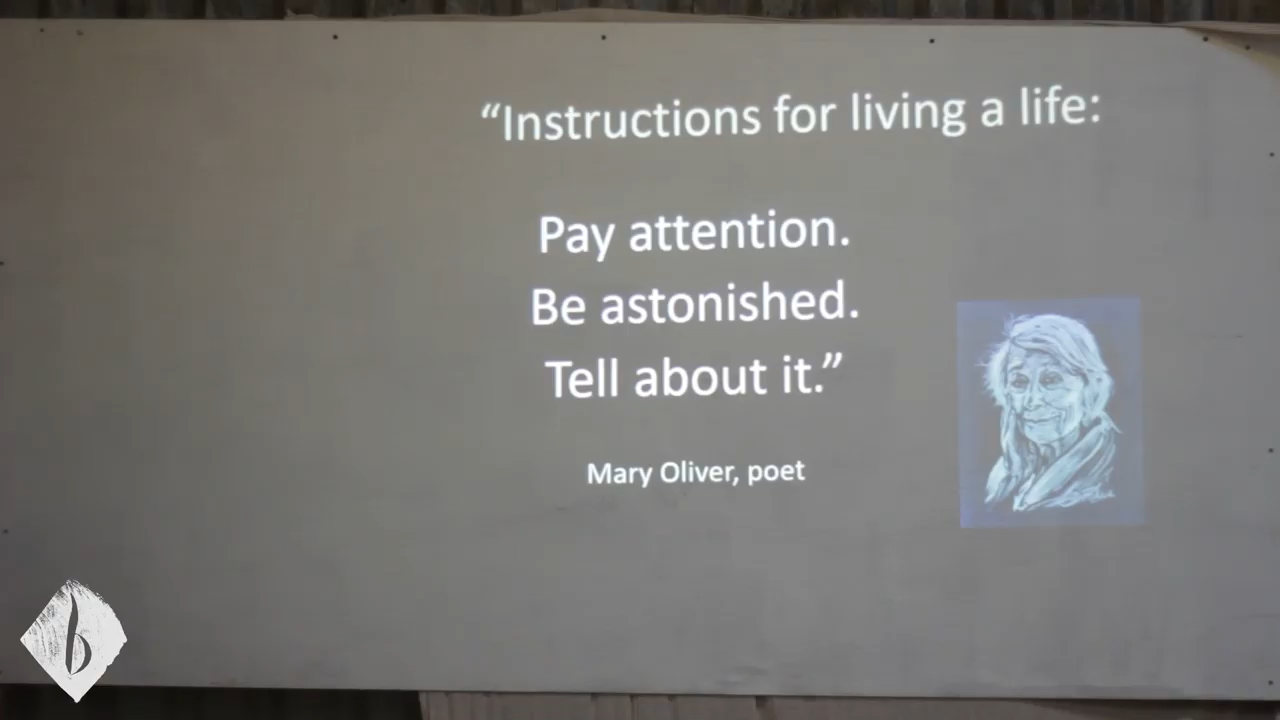 “Instructions for living a life:
Pay attention.
Be astonished.
Tell about it.”
Mary Oliver, poet
b